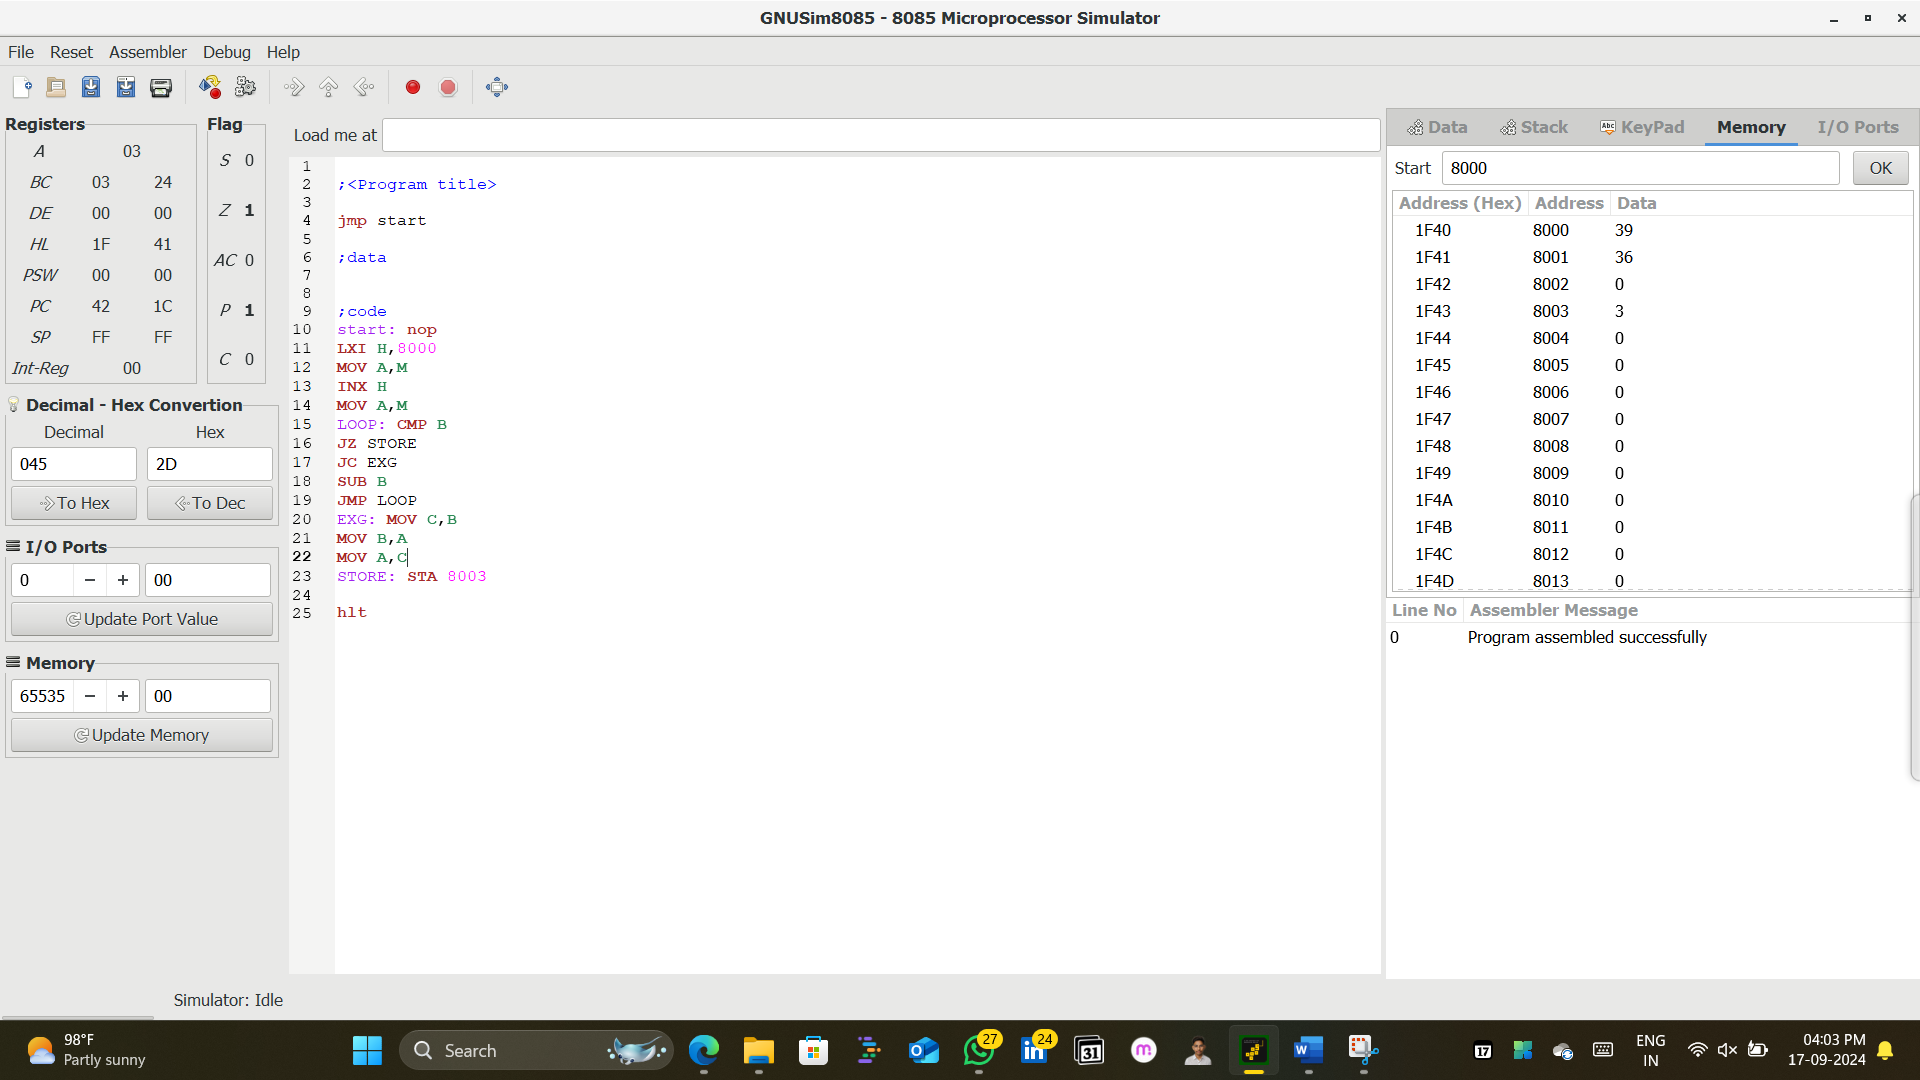 GNUSim8085 - 8085 Microprocessor Simulator
File Reset Assembler Debug Help
Registers
A 03
BC 03 24
DE 00 00
HL 1F 41
PSW 00 00
PC 42 1C
SP FF FF
Int-Reg 00
Flag
S 0
Z 1
AC 0
P 1
C 0
Decimal - Hex Convertion
Decimal Hex
045 2D
To Hex To Dec
I/O Ports
0 − + 00
Update Port Value
Memory
65535 − + 00
Update Memory
Load me at
1
2 ;<Program title>
3
4 jmp start
5
6 ;data
7
8
9 ;code
10 start: nop
11 LXI H,8000
12 MOV A,M
13 INX H
14 MOV A,M
15 LOOP: CMP B
16 JZ STORE
17 JC EXG
18 SUB B
19 JMP LOOP
20 EXG: MOV C,B
21 MOV B,A
22 MOV A,C
23 STORE: STA 8003
24
25 hlt
Data Stack Abc KeyPad Memory I/O Ports
Start 8000 OK
Address (Hex) Address Data
1F40 8000 39
1F41 8001 36
1F42 8002 0
1F43 8003 3
1F44 8004 0
1F45 8005 0
1F46 8006 0
1F47 8007 0
1F48 8008 0
1F49 8009 0
1F4A 8010 0
1F4B 8011 0
1F4C 8012 0
1F4D 8013 0
Line No Assembler Message
0 Program assembled successfully
Simulator: Idle
98°F
Partly sunny
Search
27
24
31
m
W
17
ENG
IN
04:03 PM
17-09-2024